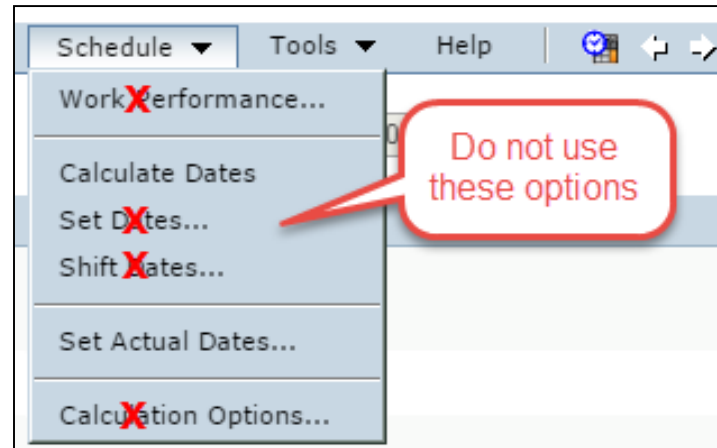 Schedule Tools Help
Work Performance...
Calculate Dates
Set Dates...
Shift Dates...
Set Actual Dates...
Calculation Options...
Do not use
these options